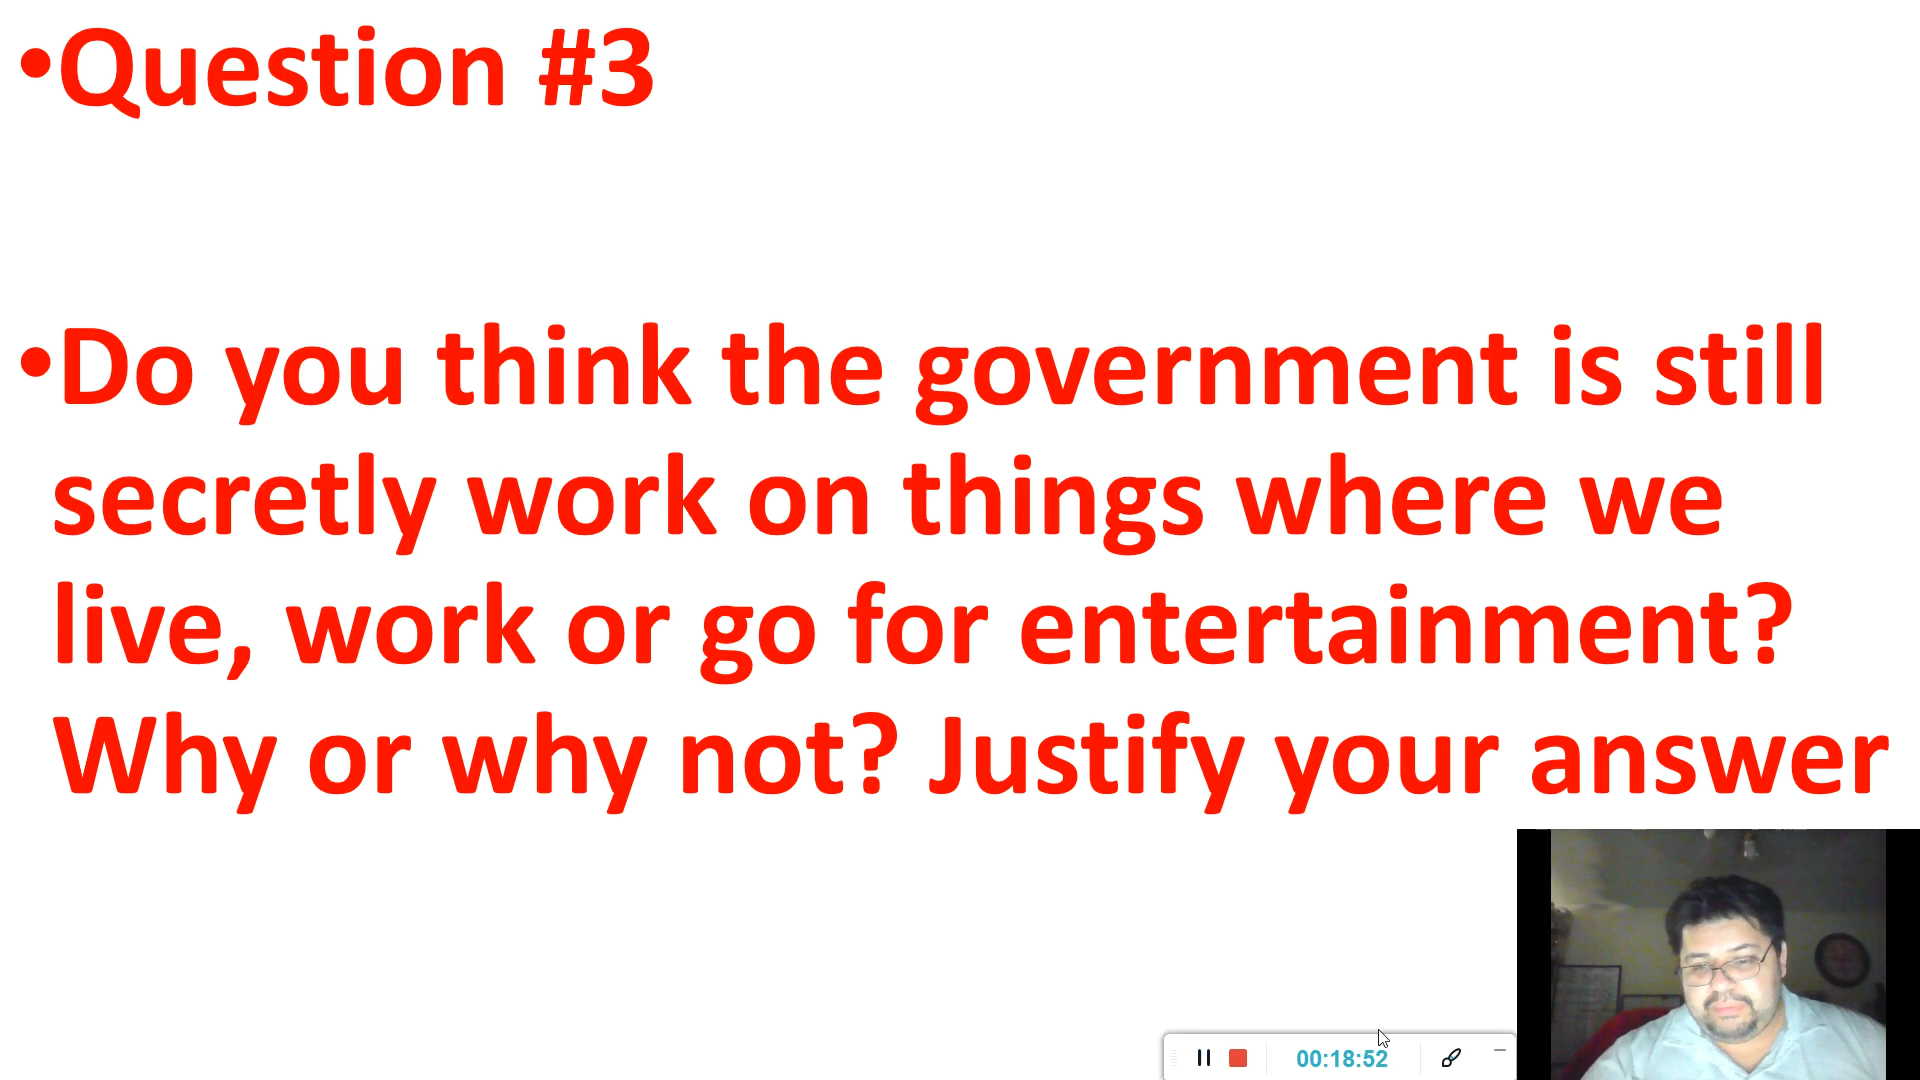 •Question #3
•Do you think the government is still
secretly work on things where we
live, work or go for entertainment?
Why or why not? Justify your answer
00:18:52